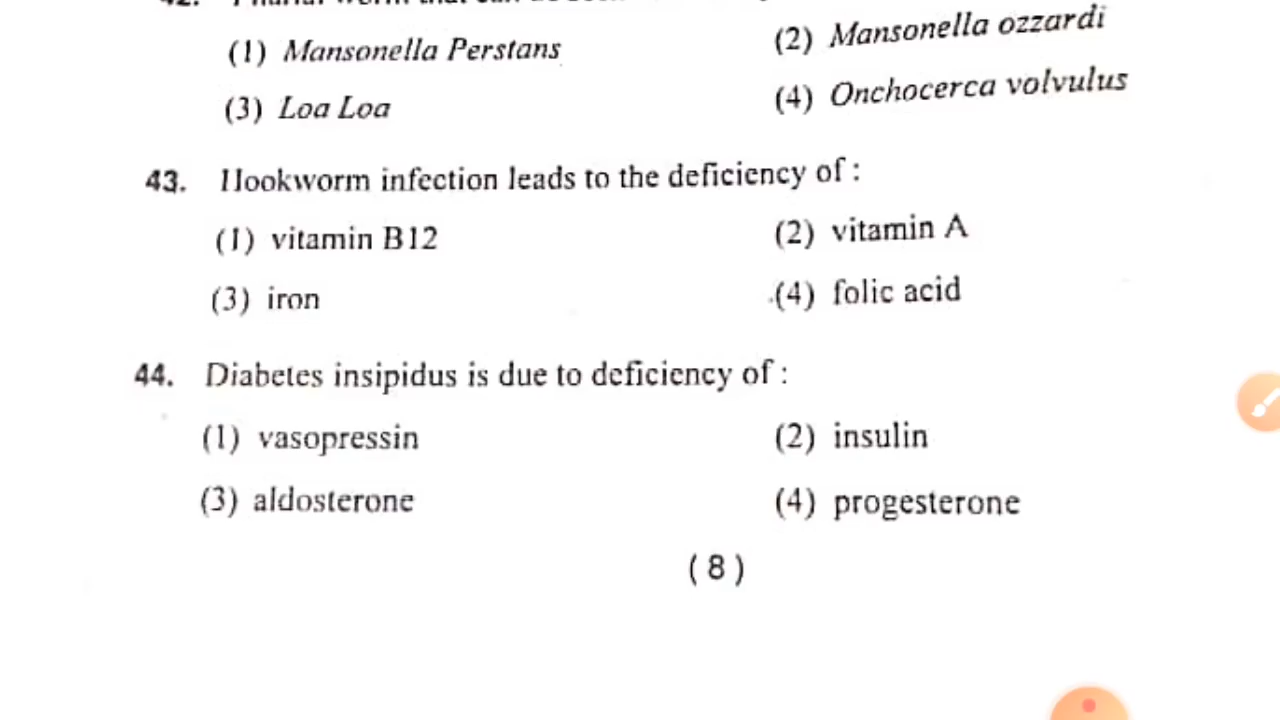 42.
(1) Mansonella Perstans (2) Mansonella ozzardi
(3) Loa Loa (4) Onchocerca volvulus
43. Hookworm infection leads to the deficiency of :
(1) vitamin B12 (2) vitamin A
(3) iron (4) folic acid
44. Diabetes insipidus is due to deficiency of :
(1) vasopressin (2) insulin
(3) aldosterone (4) progesterone
( 8 )